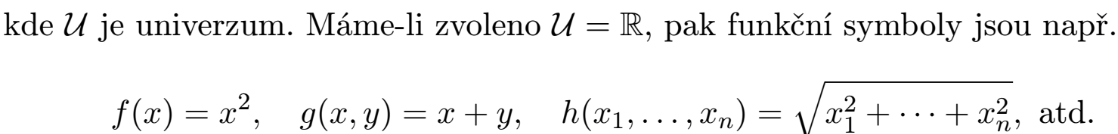 kde 𝒰 je univerzum. Máme-li zvoleno 𝒰 = ℝ, pak funkční symboly jsou např.
f(x) = x², g(x, y) = x + y, h(x₁, . . . , xₙ) = √(x₁² + · · · + xₙ²), atd.